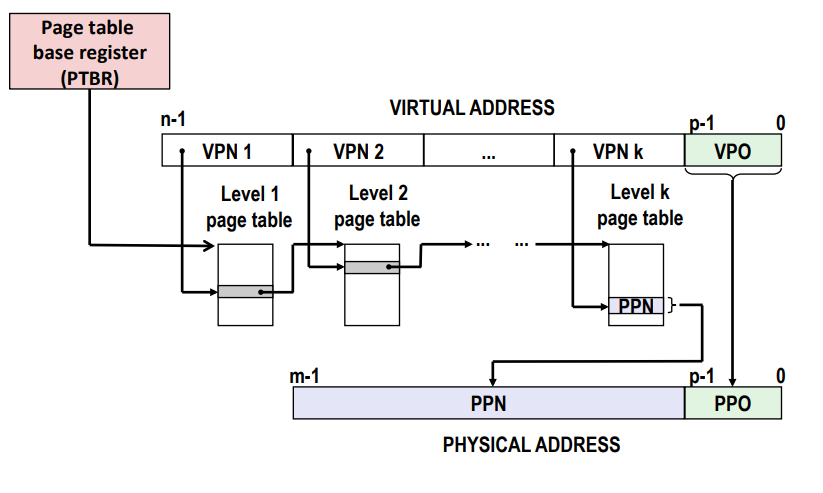 Page table
base register
(PTBR)
VIRTUAL ADDRESS
n-1
p-1
0
VPN 1
VPN 2
...
VPN k
VPO
Level 1
page table
Level 2
page table
Level k
page table
...
...
PPN
m-1
p-1
0
PPN
PPO
PHYSICAL ADDRESS